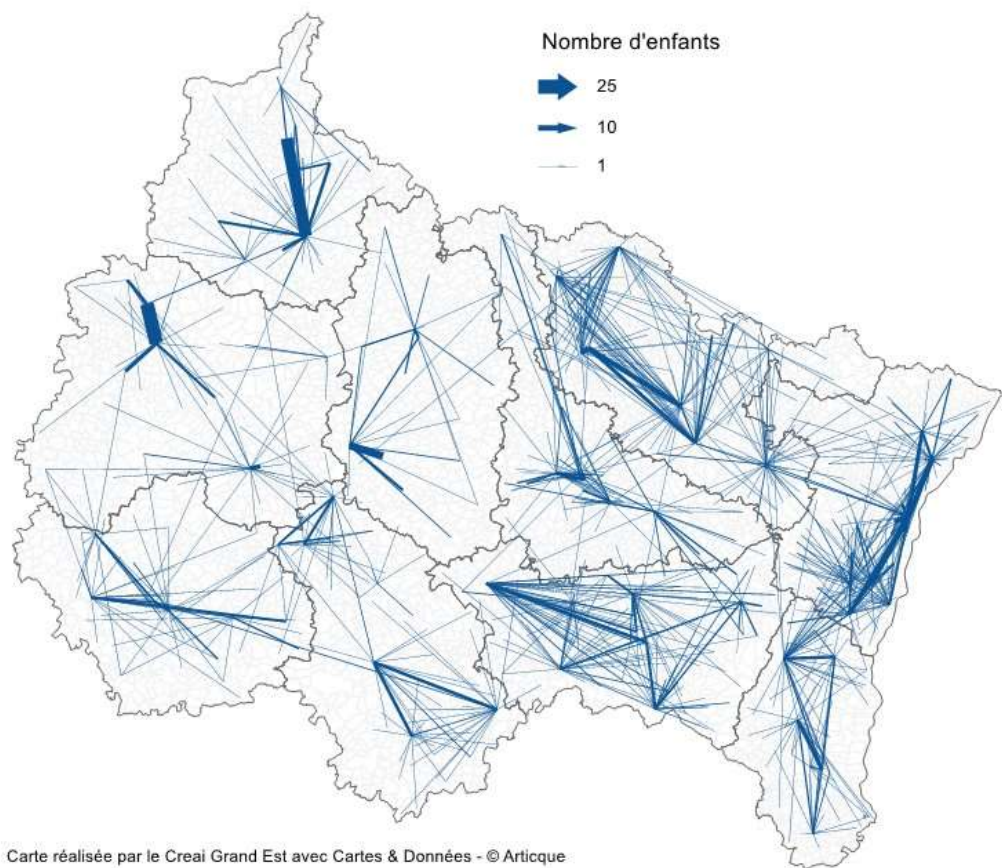 Nombre d'enfants
25
10
1
Carte réalisée par le Creai Grand Est avec Cartes & Données - © Articque